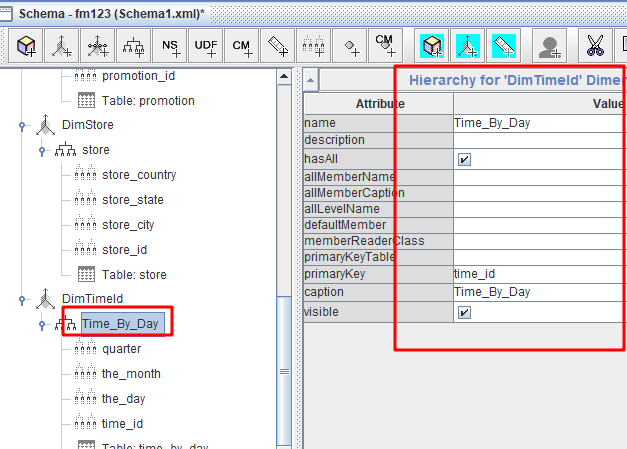 Schema - fm123 (Schema1.xml)*
NS UDF CM CM
promotion_id
Table: promotion
DimStore
store
store_country
store_state
store_city
store_id
Table: store
DimTimeId
Time_By_Day
quarter
the_month
the_day
time_id
Table: time_by_day
Hierarchy for 'DimTimeId' Dimen
Attribute Value
name Time_By_Day
description
hasAll
allMemberName
allMemberCaption
allLevelName
defaultMember
memberReaderClass
primaryKeyTable
primaryKey time_id
caption Time_By_Day
visible